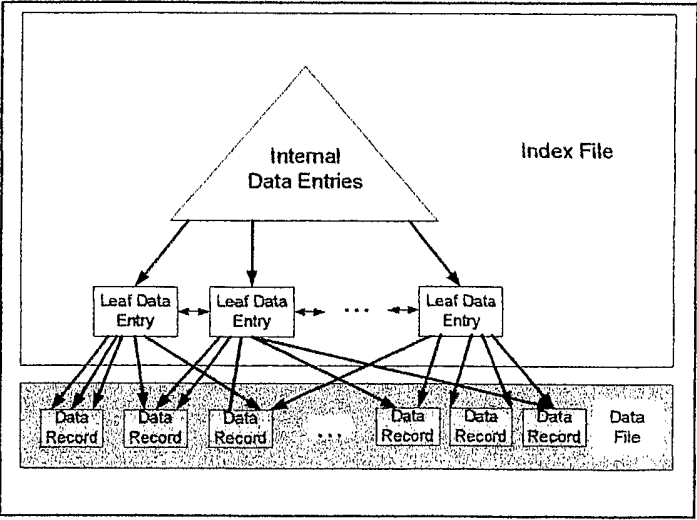 Internal
Data Entries
Index File
Leaf Data
Entry
Leaf Data
Entry
...
Leaf Data
Entry
Data
Record
Data
Record
Data
Record
...
Data
Record
Data
Record
Data
Record
Data
File